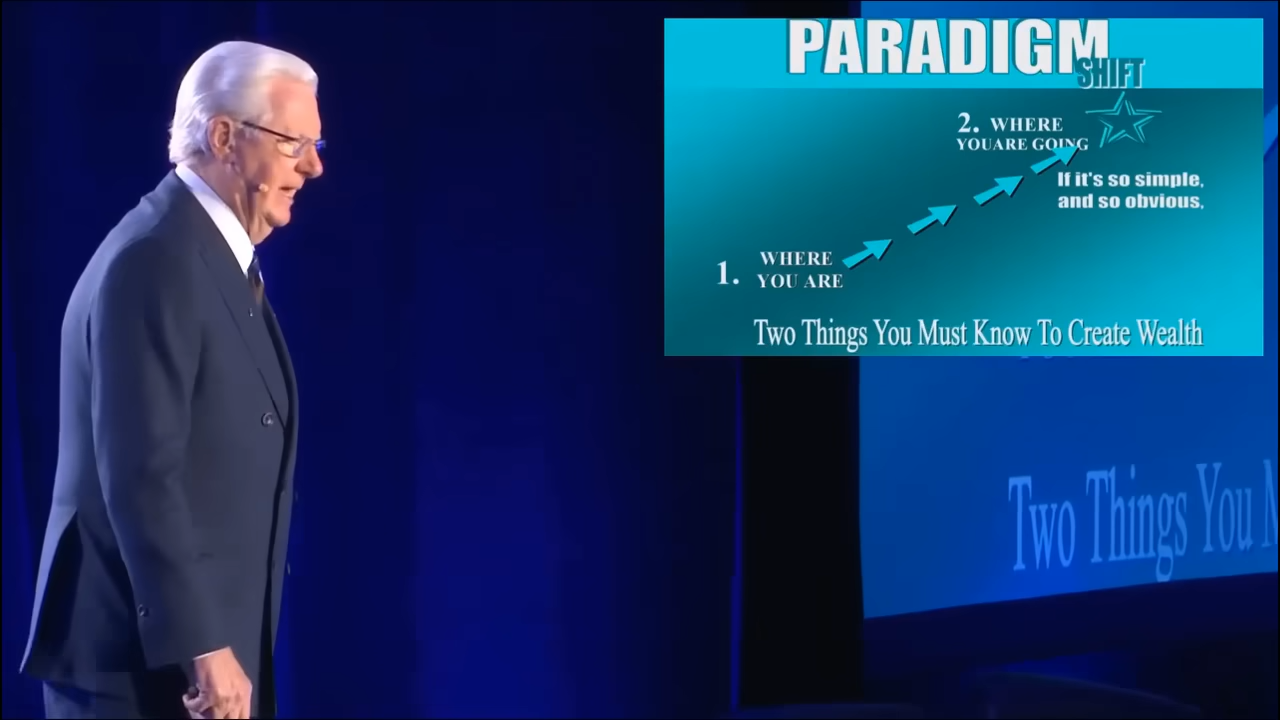 PARADIGM
SHIFT
2. WHERE
YOUARE GOING
If it's so simple,
and so obvious,
1. WHERE
YOU ARE
Two Things You Must Know To Create Wealth
Two Things You